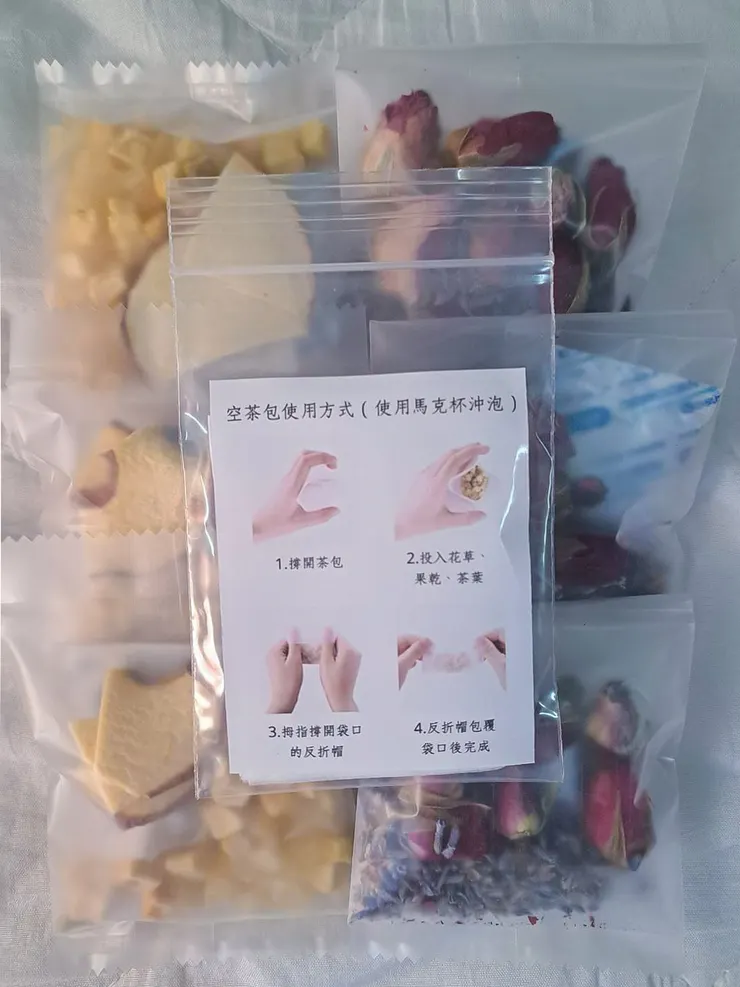 空茶包使用方式(使用馬克杯沖泡)
1.撐開茶包
2.投入花草、
果乾、茶葉
3.拇指撐開袋口
的反折帽
4.反折帽包覆
袋口後完成